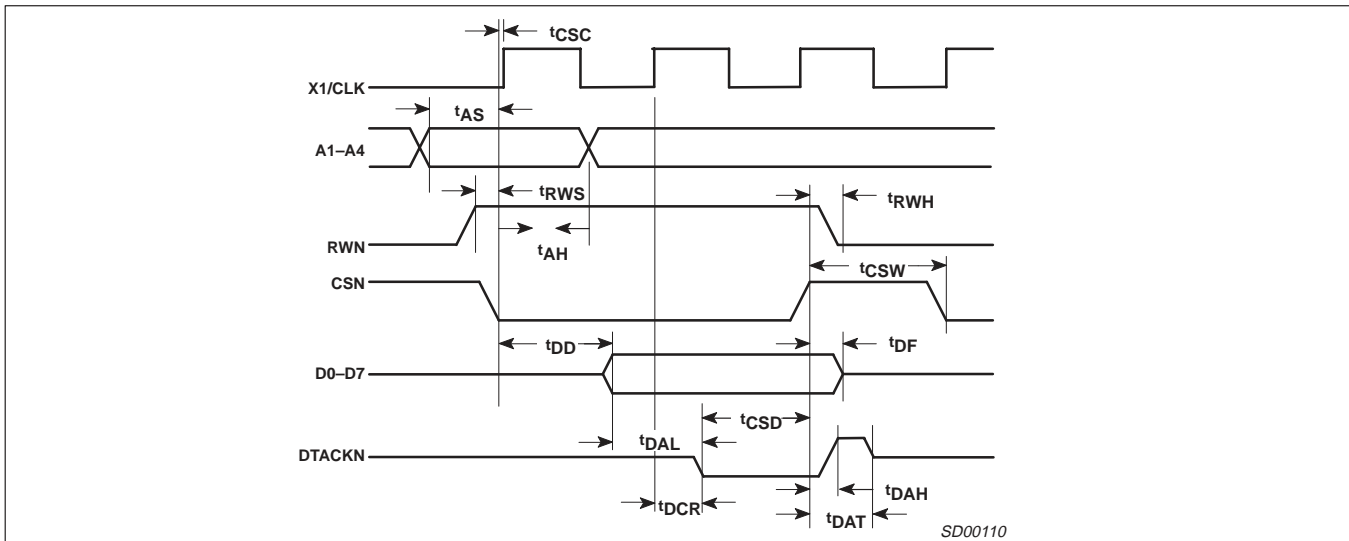 tCSC
X1/CLK
tAS
A1–A4
tRWS
tRWH
RWN
tAH
tCSW
CSN
tDD
tDF
D0–D7
tCSD
tDAL
DTACKN
tDAH
tDCR
tDAT
SD00110